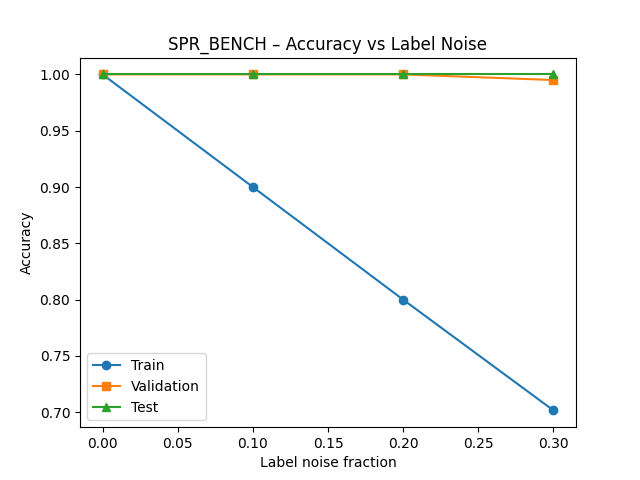 SPR_BENCH – Accuracy vs Label Noise
1.00
0.95
0.90
0.85
0.80
0.75
0.70
Accuracy
Train
Validation
Test
0.00 0.05 0.10 0.15 0.20 0.25 0.30
Label noise fraction